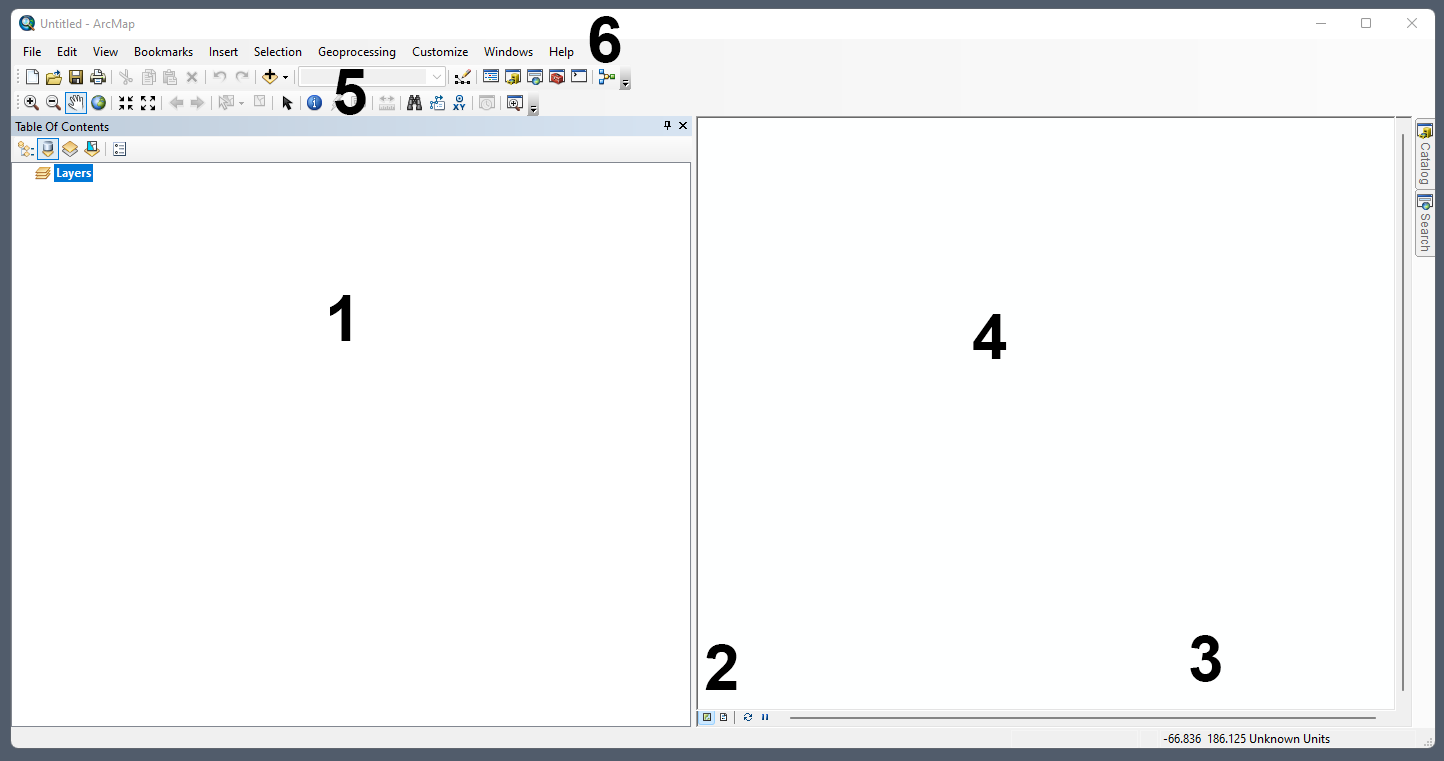 Untitled - ArcMap
6
File Edit View Bookmarks Insert Selection Geoprocessing Customize Windows Help
5
XY
Table Of Contents
Catalog
Layers
Search
1
4
2
3
-66.836 186.125 Unknown Units